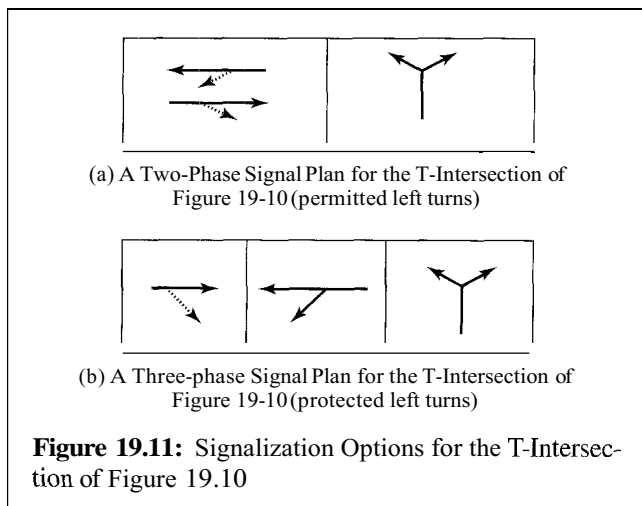 (a) A Two-Phase Signal Plan for the T-Intersection of
Figure 19-10 (permitted left turns)
(b) A Three-phase Signal Plan for the T-Intersection of
Figure 19-10 (protected left turns)
Figure 19.11: Signalization Options for the T-Intersec-
tion of Figure 19.10